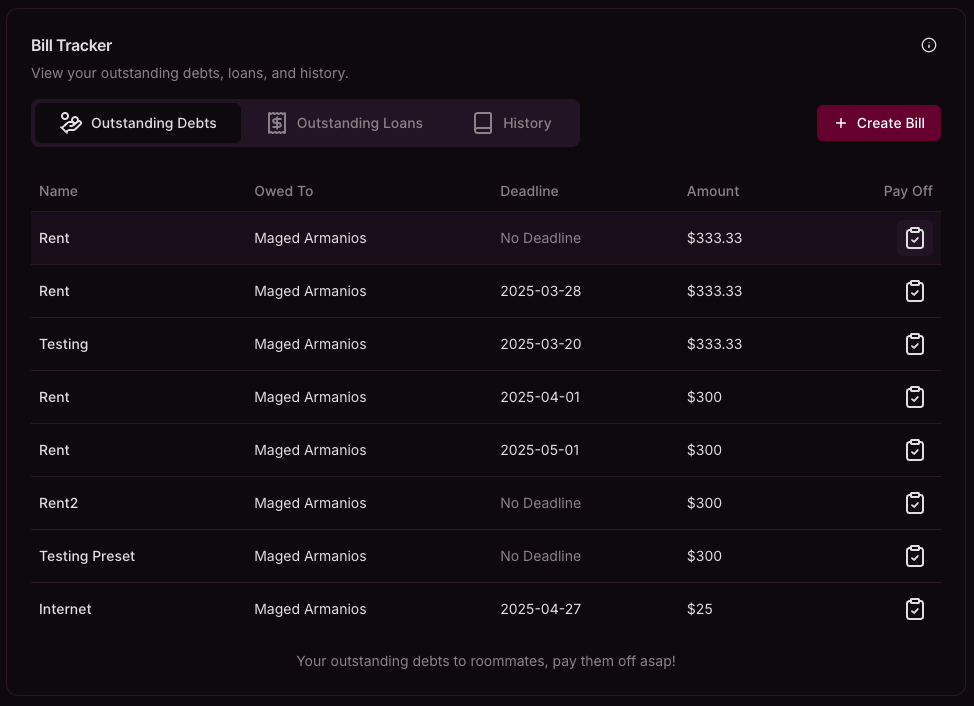 Bill Tracker
View your outstanding debts, loans, and history.
Outstanding Debts Outstanding Loans History + Create Bill
Name Owed To Deadline Amount Pay Off
Rent Maged Armanios No Deadline $333.33
Rent Maged Armanios 2025-03-28 $333.33
Testing Maged Armanios 2025-03-20 $333.33
Rent Maged Armanios 2025-04-01 $300
Rent Maged Armanios 2025-05-01 $300
Rent2 Maged Armanios No Deadline $300
Testing Preset Maged Armanios No Deadline $300
Internet Maged Armanios 2025-04-27 $25
Your outstanding debts to roommates, pay them off asap!